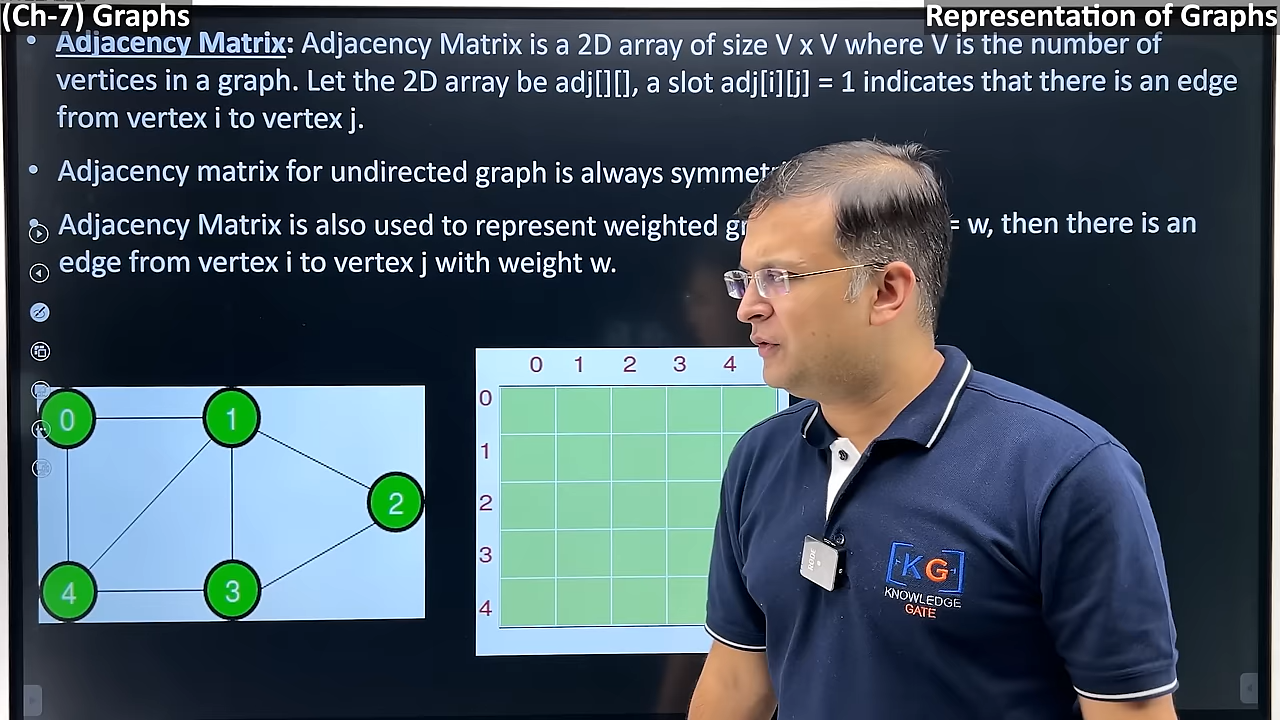 (Ch-7) Graphs
Representation of Graphs
• Adjacency Matrix: Adjacency Matrix is a 2D array of size V x V where V is the number of
vertices in a graph. Let the 2D array be adj[][], a slot adj[i][j] = 1 indicates that there is an edge
from vertex i to vertex j.
• Adjacency matrix for undirected graph is always
Adjacency Matrix is also used to represent weighted = w, then there is an
edge from vertex i to vertex j with weight w.
0 1
2
4 3
0 1 2 3 4
0
1
2
3
4
RODE
KG
KNOWLEDGE
GATE